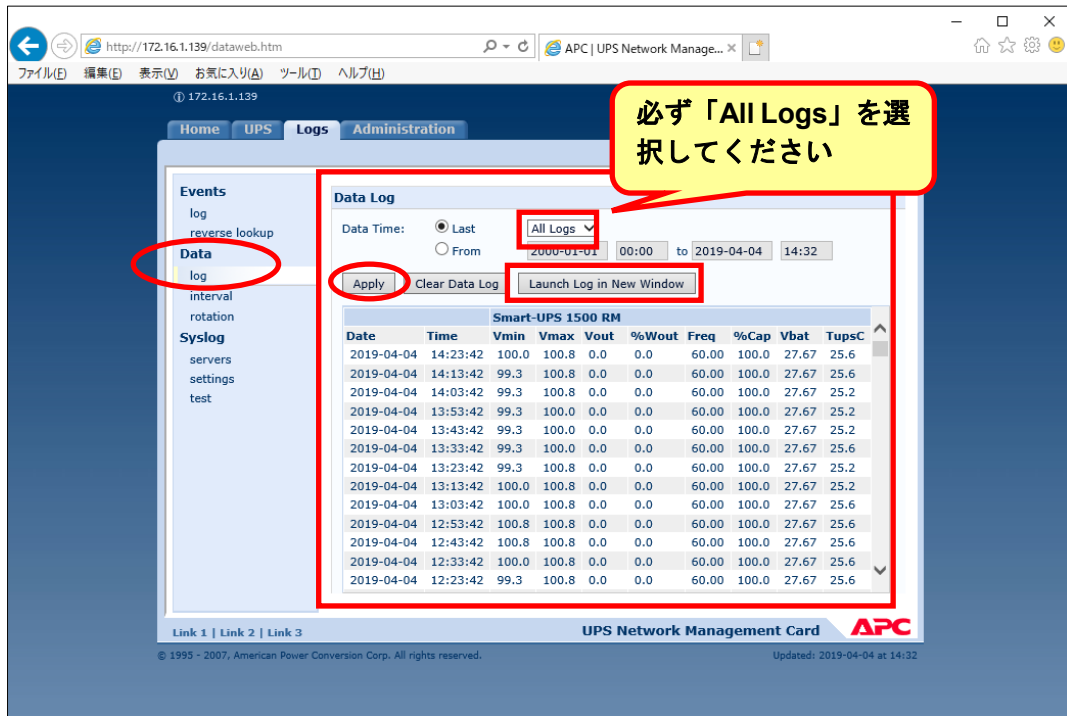 http://172.16.1.139/dataweb.htm
APC | UPS Network Manage...
ファイル(F) 編集(E) 表示(V) お気に入り(A) ツール(T) ヘルプ(H)
172.16.1.139
必ず「All Logs」を選
択してください
Home UPS Logs Administration
Events
log
reverse lookup
Data
log
interval
rotation
Syslog
servers
settings
test
Data Log
Data Time: Last All Logs
From 2000-01-01 00:00 to 2019-04-04 14:32
Apply Clear Data Log Launch Log in New Window
Smart-UPS 1500 RM
Date Time Vmin Vmax Vout %Wout Freq %Cap Vbat TupsC
2019-04-04 14:23:42 100.0 100.8 0.0 0.0 60.00 100.0 27.67 25.6
2019-04-04 14:13:42 99.3 100.8 0.0 0.0 60.00 100.0 27.67 25.6
2019-04-04 14:03:42 99.3 100.8 0.0 0.0 60.00 100.0 27.67 25.2
2019-04-04 13:53:42 99.3 100.0 0.0 0.0 60.00 100.0 27.67 25.2
2019-04-04 13:43:42 99.3 100.0 0.0 0.0 60.00 100.0 27.67 25.2
2019-04-04 13:33:42 99.3 100.0 0.0 0.0 60.00 100.0 27.67 25.6
2019-04-04 13:23:42 99.3 100.8 0.0 0.0 60.00 100.0 27.67 25.2
2019-04-04 13:13:42 100.0 100.8 0.0 0.0 60.00 100.0 27.67 25.2
2019-04-04 13:03:42 100.0 100.8 0.0 0.0 60.00 100.0 27.67 25.6
2019-04-04 12:53:42 100.8 100.8 0.0 0.0 60.00 100.0 27.67 25.6
2019-04-04 12:43:42 100.8 100.8 0.0 0.0 60.00 100.0 27.67 25.6
2019-04-04 12:33:42 100.0 100.8 0.0 0.0 60.00 100.0 27.67 25.6
2019-04-04 12:23:42 99.3 100.8 0.0 0.0 60.00 100.0 27.67 25.6
Link 1 | Link 2 | Link 3
UPS Network Management Card APC
© 1995 - 2007, American Power Conversion Corp. All rights reserved.
Updated: 2019-04-04 at 14:32